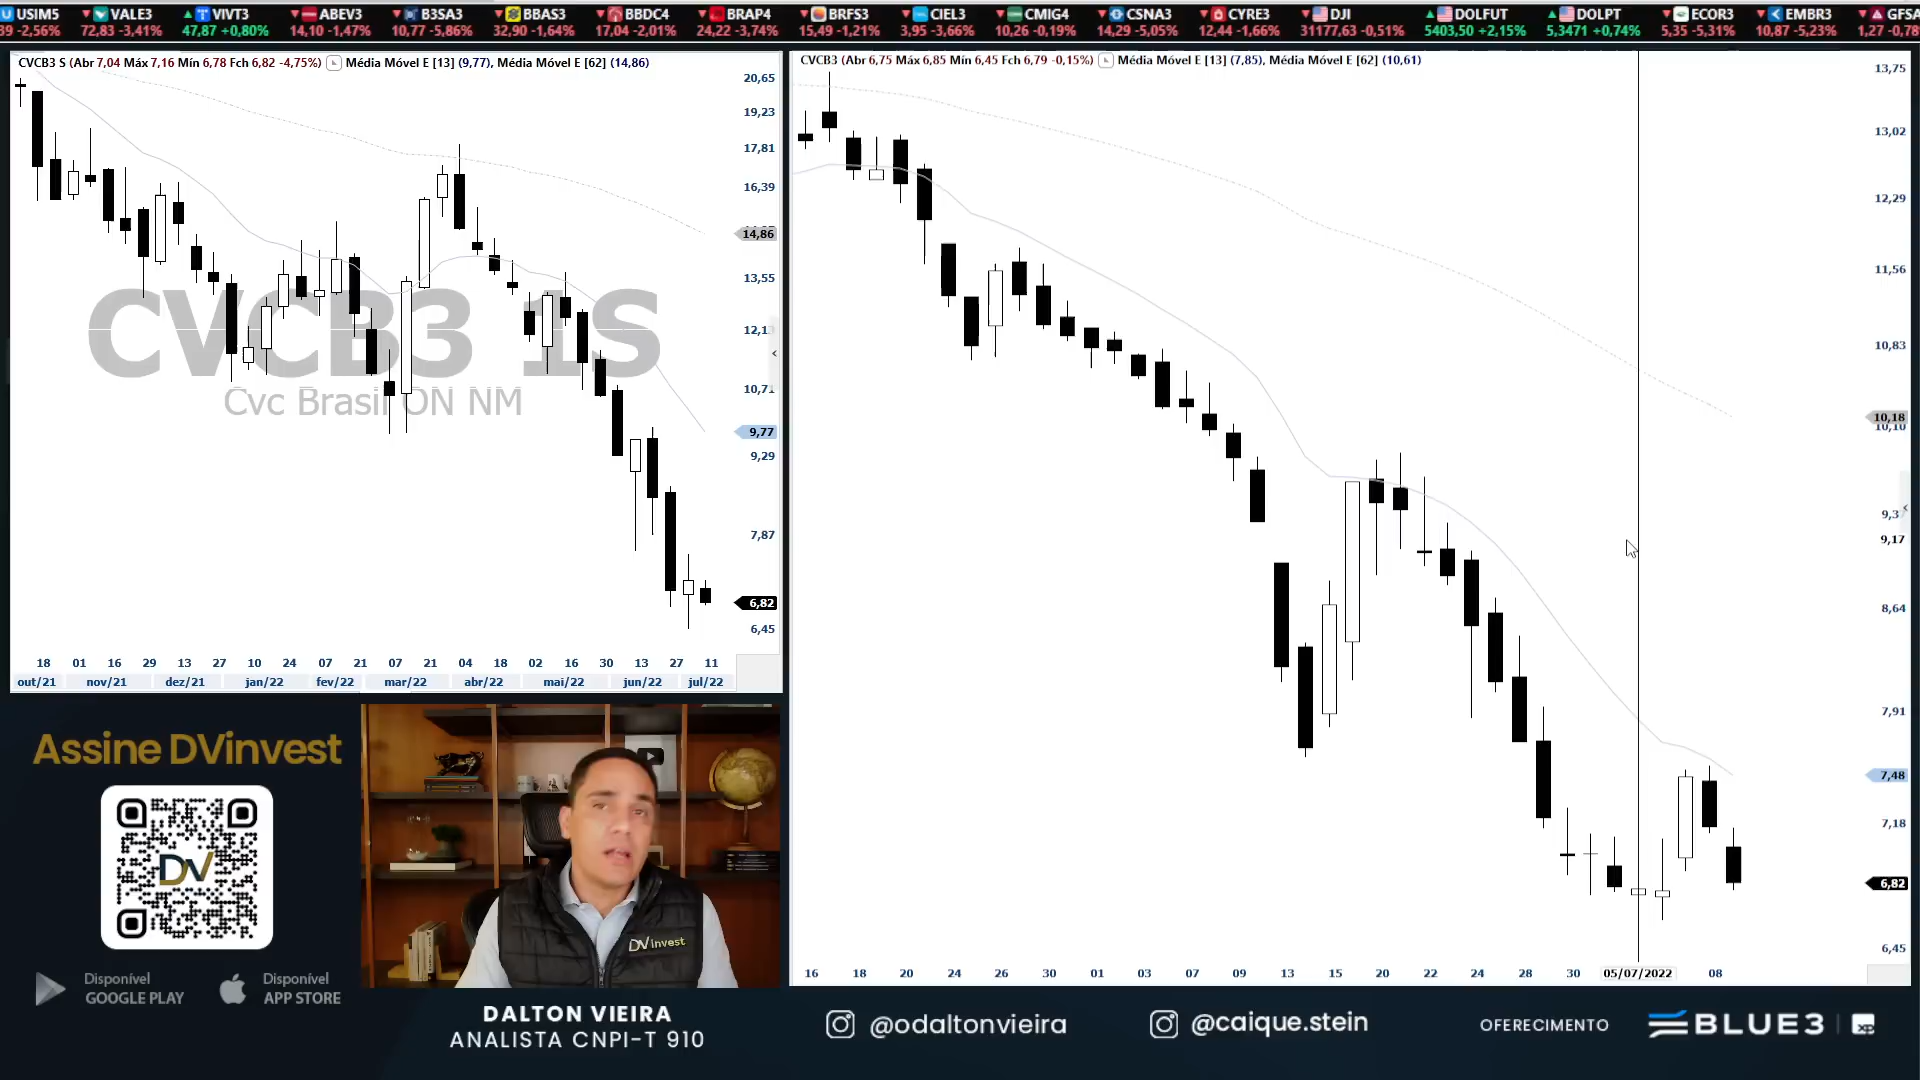 USIM5 VALE3 VIVT3 ABEV3 B3SA3 BBAS3 BBDC4 BRAP4 BRFS3 CIEL3 CMIG4 CSNA3 CYRE3 DJI DOLFUT DOLPT ECOR3 EMBR3 GFSA
39 -2,56% 72,83 -3,41% 47,87 +0,80% 14,10 -1,47% 10,77 -5,86% 32,90 -1,64% 17,04 -2,01% 24,22 -3,74% 15,49 -1,21% 3,95 -3,66% 10,26 -0,19% 14,29 -5,05% 12,44 -1,66% 31177,63 -0,51% 5403,50 +2,15% 5,3471 +0,74% 5,35 -5,31% 10,87 -5,23% 1,27 -0,78
CVCB3 S (Abr 7,04 Máx 7,16 Mín 6,78 Fch 6,82 -4,75%) Média Móvel E [13] (9,77), Média Móvel E [62] (14,86)
20,65
19,23
17,81
16,39
14,86
13,55
12,13
10,71
9,77
9,29
7,87
6,82
6,45
CVCB3 1S
Cvc Brasil ON NM
18 01 16 29 13 27 10 24 07 21 07 21 04 18 02 16 30 13 27 11
out/21 nov/21 dez/21 jan/22 fev/22 mar/22 abr/22 mai/22 jun/22 jul/22
CVCB3 (Abr 6,75 Máx 6,85 Mín 6,45 Fch 6,79 -0,15%) Média Móvel E [13] (7,85), Média Móvel E [62] (10,61)
13,75
13,02
12,29
11,56
10,83
10,18
10,10
9,3
9,17
8,64
7,91
7,48
7,18
6,82
6,45
16 18 20 24 26 30 01 03 07 09 13 15 20 22 24 28 30 05/07/2022 08
Assine DVinvest
DV
Disponível
GOOGLE PLAY
Disponível
APP STORE
DVinvest
DALTON VIEIRA
ANALISTA CNPI-T 910
@odaltonvieira
@caique.stein
OFERECIMENTO
BLUE3
xp